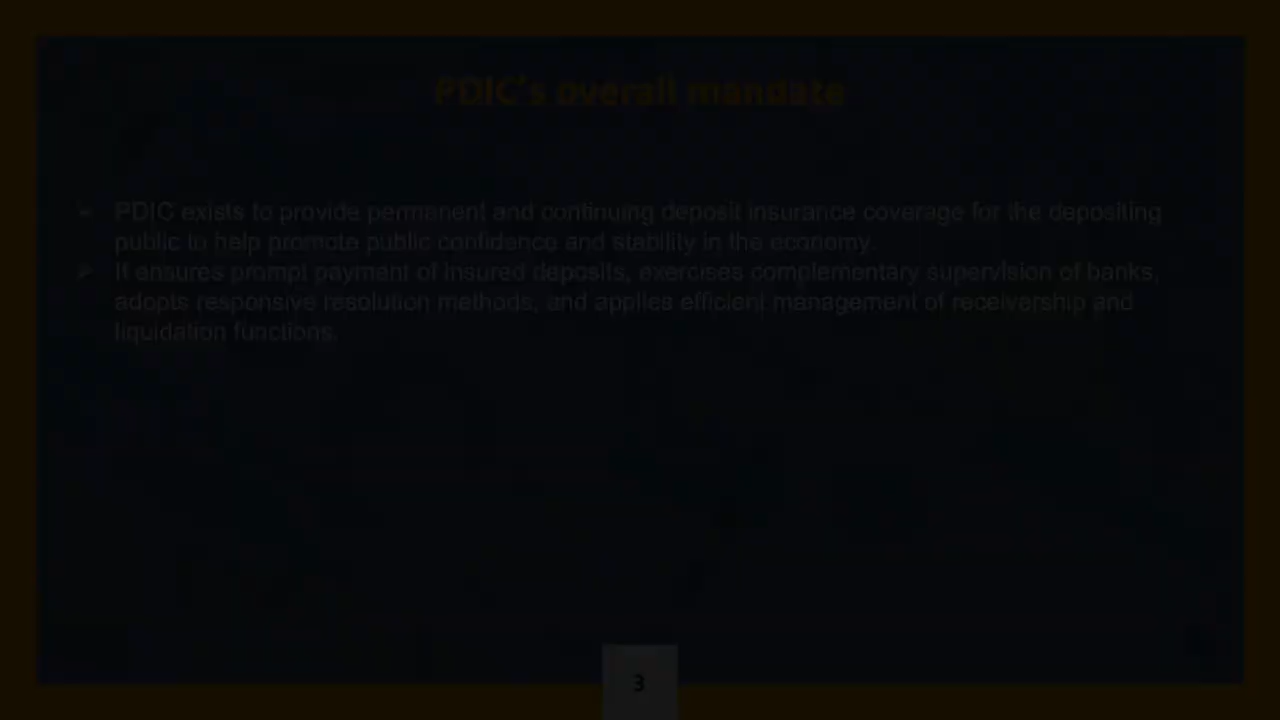 PDIC's overall mandate
➢ PDIC exists to provide permanent and continuing deposit insurance coverage for the depositing
public to help promote public confidence and stability in the economy.
➢ It ensures prompt payment of insured deposits, exercises complementary supervision of banks,
adopts responsive resolution methods, and applies efficient management of receivership and
liquidation functions.
3